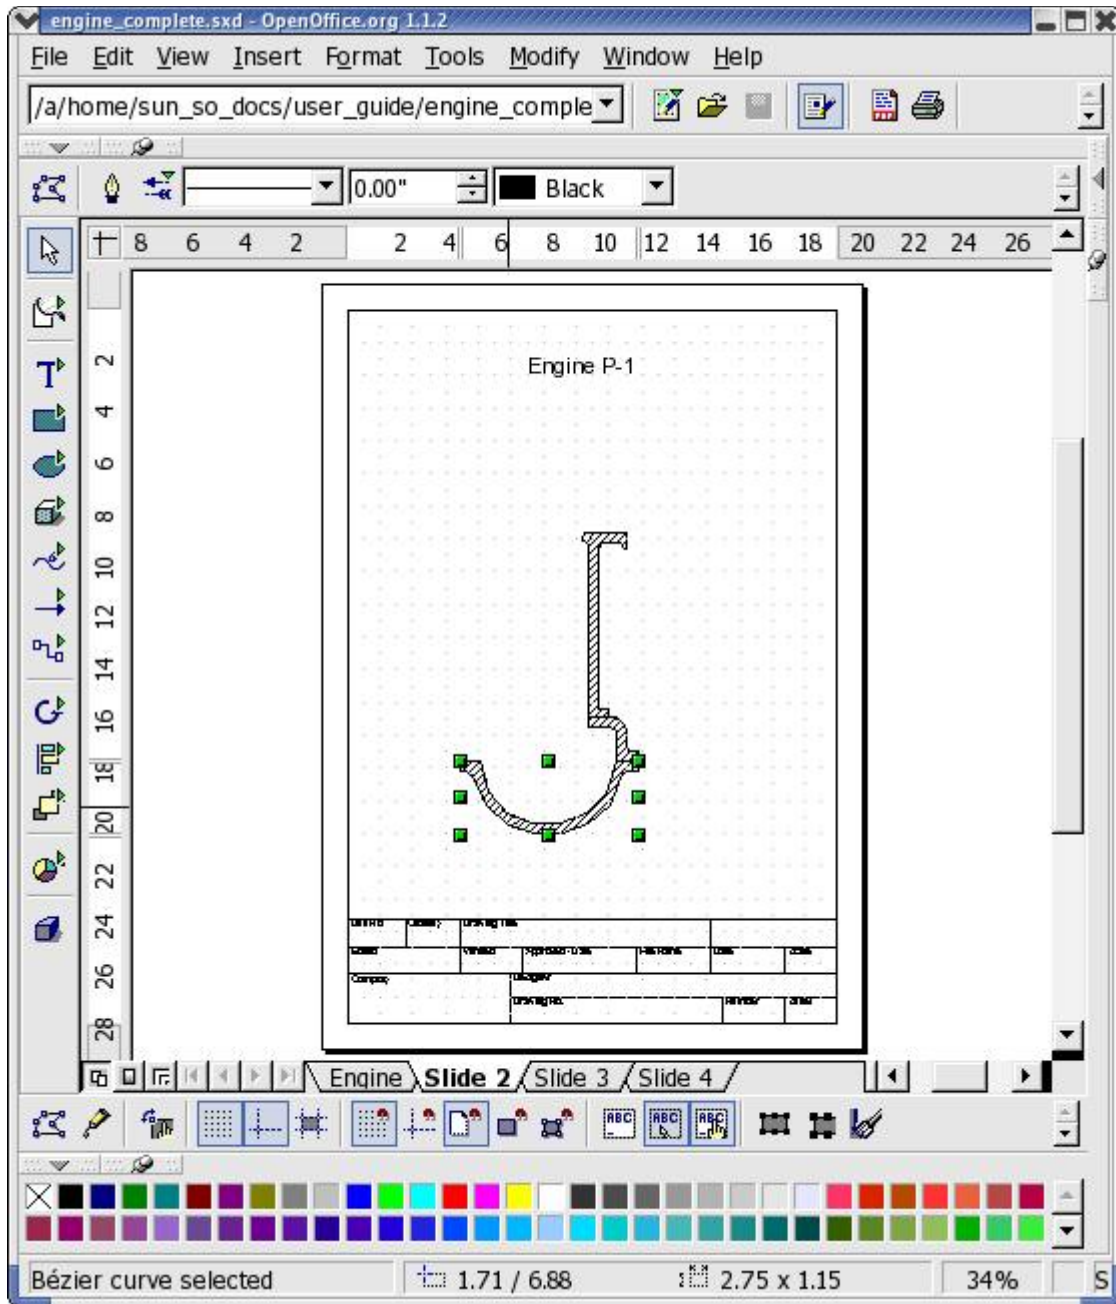 engine_complete.sxd - OpenOffice.org 1.1.2
File Edit View Insert Format Tools Modify Window Help
/a/home/sun_so_docs/user_guide/engine_comple
0.00" Black
8 6 4 2 2 4 6 8 10 12 14 16 18 20 22 24 26
2
4
6
8
10
12
14
16
18
20
22
24
26
28
Engine P-1
Company
Engine Slide 2 Slide 3 Slide 4
ABC ABC ABC
Bézier curve selected 1.71 / 6.88 2.75 x 1.15 34% S